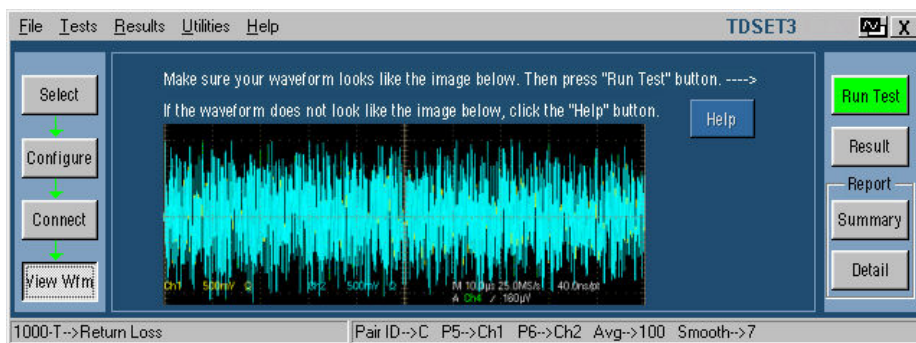 File Tests Results Utilities Help TDSET3 X
Make sure your waveform looks like the image below. Then press "Run Test" button. ---->
If the waveform does not look like the image below, click the "Help" button.
Help
Select
Configure
Connect
View Wfm
Run Test
Result
Report
Summary
Detail
Ch1 500mV Ω Ch2 500mV Ω M 10.0µs 25.0MS/s 40.0ns/pt
A Ch4 160µV
1000-T-->Return Loss Pair ID-->C P5-->Ch1 P6-->Ch2 Avg-->100 Smooth-->7